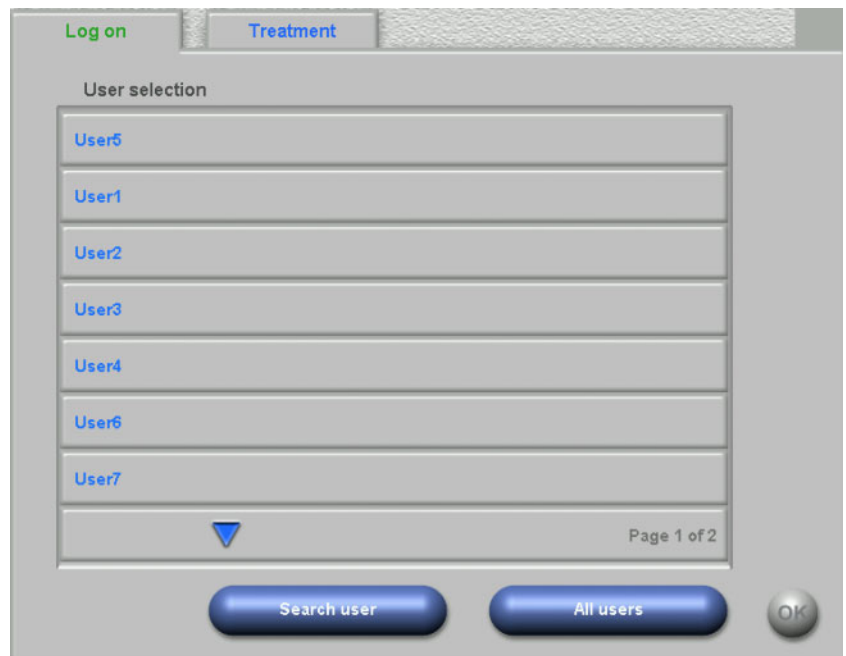 Log on Treatment
User selection
User5
User1
User2
User3
User4
User6
User7
Page 1 of 2
Search user All users OK